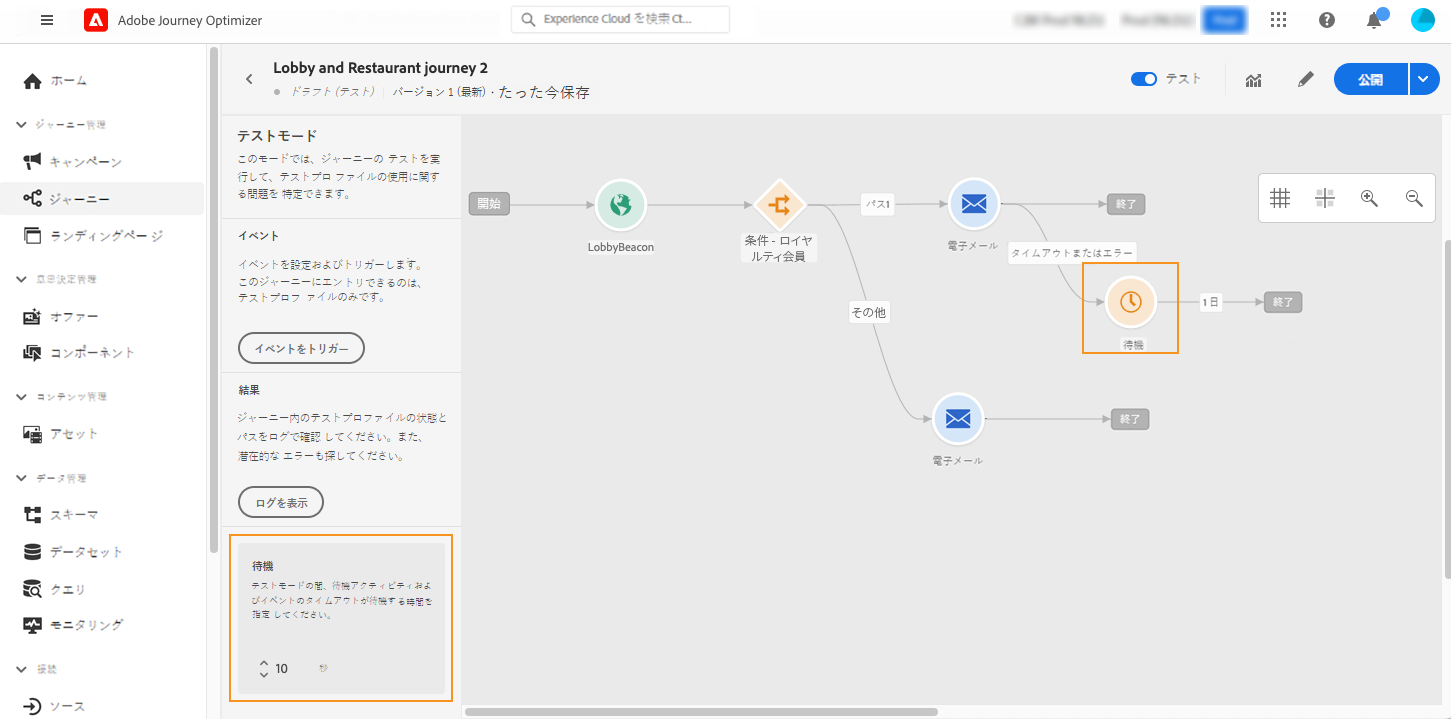 Adobe Journey Optimizer
Experience Cloud を検索 Ct...
ホーム
ジャーニー管理
キャンペーン
ジャーニー
ランディングページ
意思決定管理
オファー
コンポーネント
コンテンツ管理
アセット
データ管理
スキーマ
データセット
クエリ
モニタリング
接続
ソース
Lobby and Restaurant journey 2
ドラフト (テスト) バージョン 1 (最新)・たった今保存
テスト
公開
テストモード
このモードでは、ジャーニーの テストを実
行して、テストプロ ファイルの使用に関す
る問題を 特定できます。
イベント
イベントを設定およびトリガーします。
このジャーニーにエントリできるのは、
テストプロフ ァイルのみです。
イベントをトリガー
結果
ジャーニー内のテストプロファイルの状態と
パスをログで確認 してください。また、
潜在的な エラーも探してください。
ログを表示
待機
テストモードの間、待機アクティビティおよ
びイベントのタイムアウトが待機する時間を
指定 してください。
10 秒
開始
LobbyBeacon
条件 - ロイヤ
ルティ会員
パス1
電子メール
終了
タイムアウトまたはエラー
待機
1 日
終了
その他
電子メール
終了